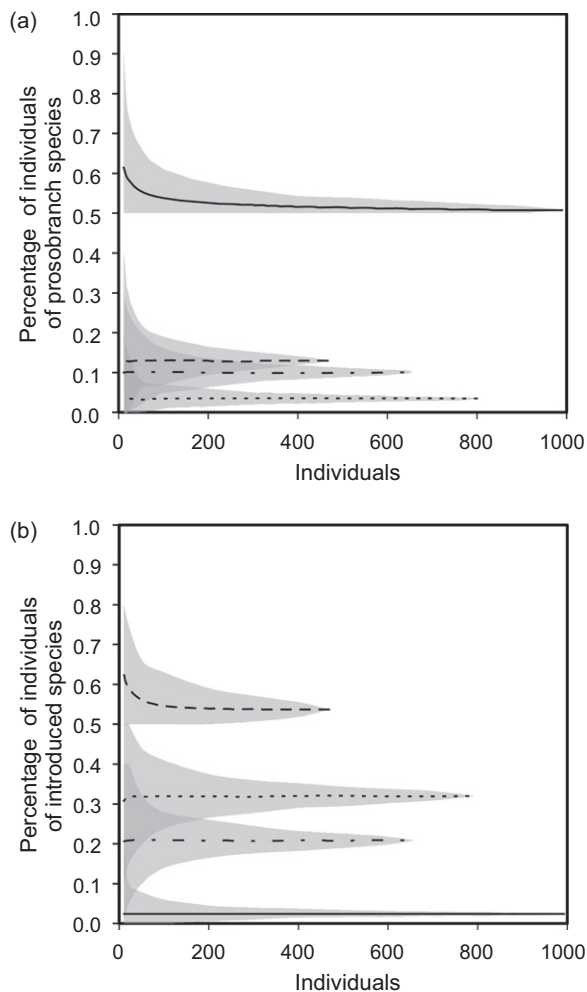 (a)
Percentage of individuals
of prosobranch species
1.0
0.9
0.8
0.7
0.6
0.5
0.4
0.3
0.2
0.1
0.0
0 200 400 600 800 1000
Individuals
(b)
Percentage of individuals
of introduced species
1.0
0.9
0.8
0.7
0.6
0.5
0.4
0.3
0.2
0.1
0.0
0 200 400 600 800 1000
Individuals